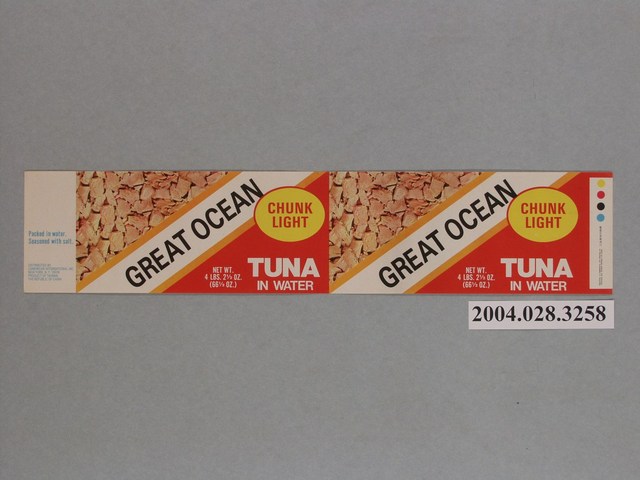 Packed in water.
Seasoned with salt.
DISTRIBUTED BY
GREAT OCEAN
CHUNK
LIGHT
NET WT.
4 LBS. 2½ OZ.
(66½ OZ.)
TUNA
IN WATER
GREAT OCEAN
CHUNK
LIGHT
NET WT.
4 LBS. 2½ OZ.
(66½ OZ.)
TUNA
IN WATER
2004.028.3258